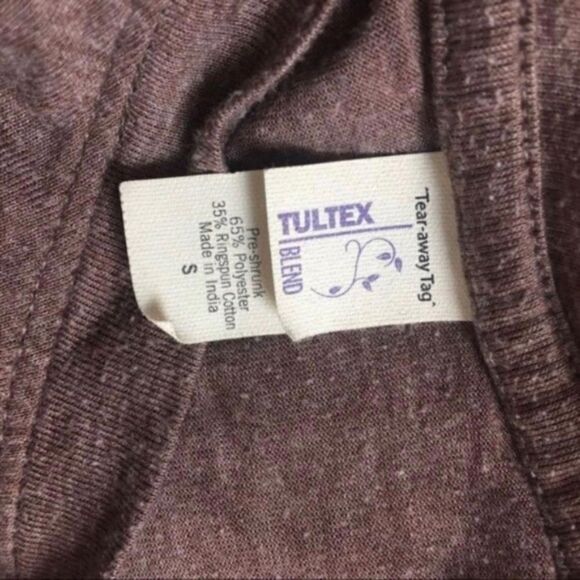 "Tear-away Tag"
TULTEX
BLEND
Pre-shrunk
65% Polyester
35% Ringspun Cotton
Made in India
S